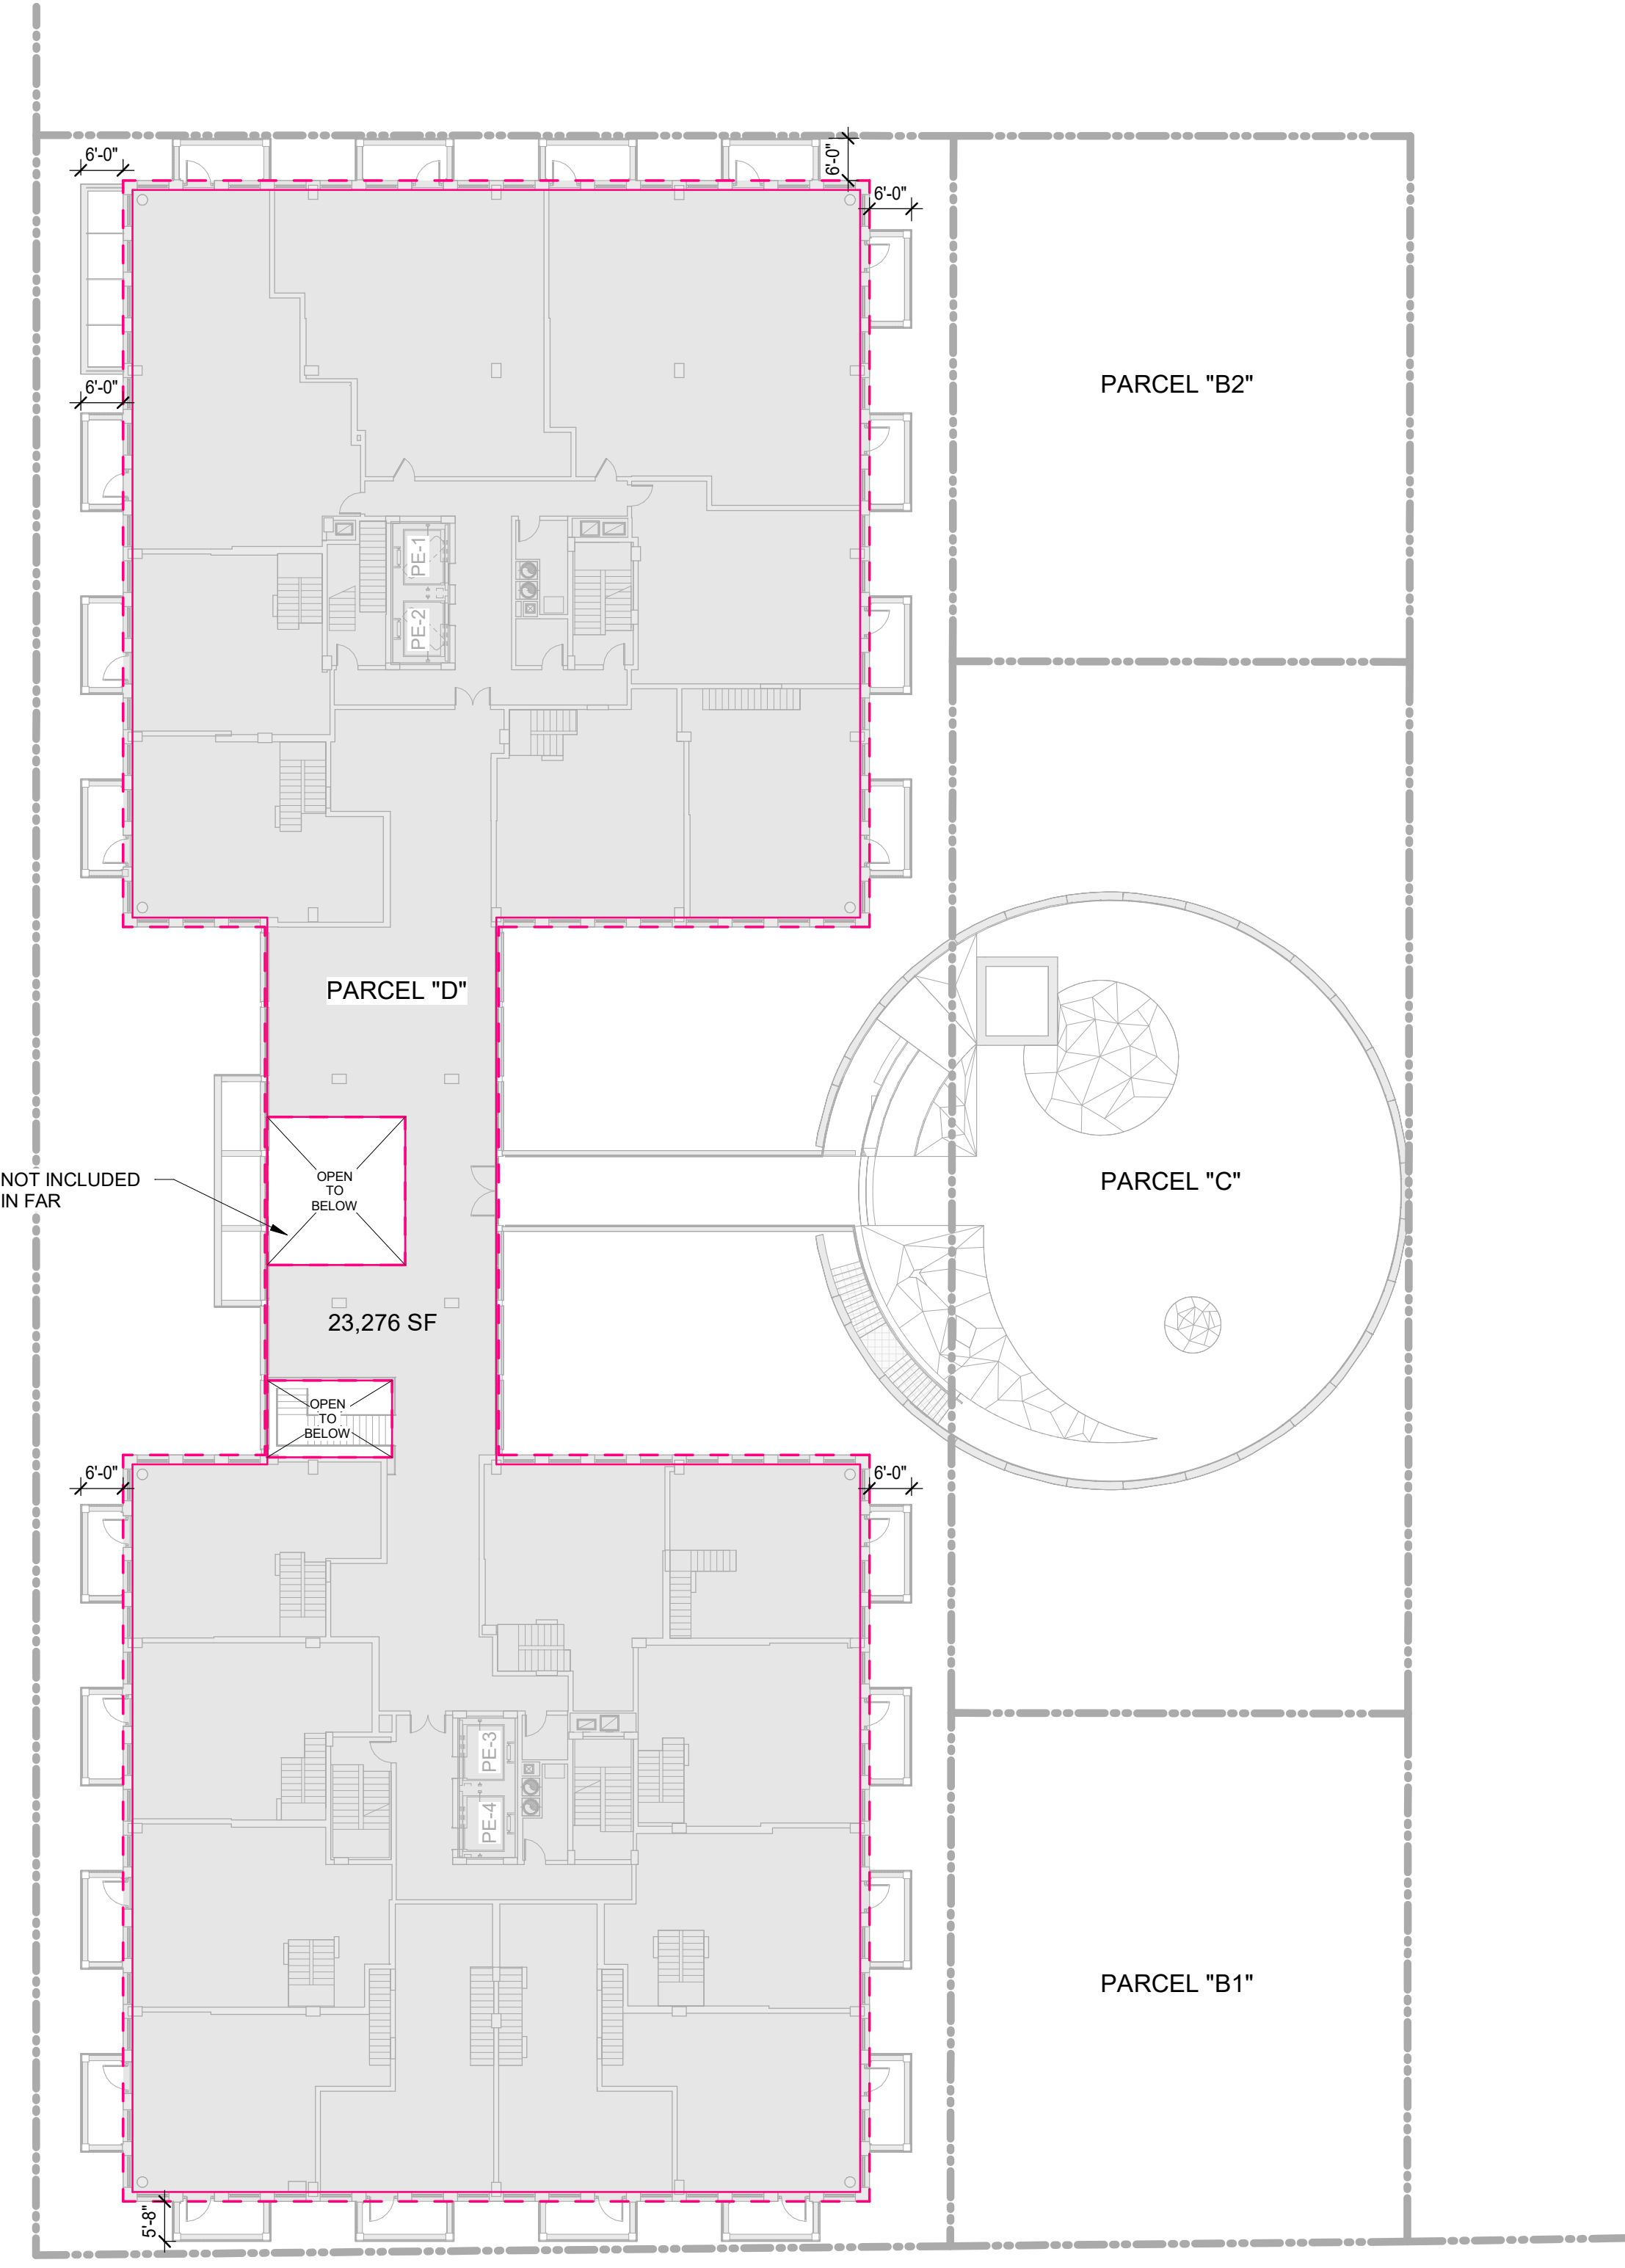 6'-0"
6'-0"
6'-0"
6'-0"
PARCEL "B2"
PE-1
PE-2
PARCEL "D"
NOT INCLUDED
IN FAR
OPEN
TO
BELOW
PARCEL "C"
23,276 SF
OPEN
TO
BELOW
6'-0"
6'-0"
PE-3
PE-4
PARCEL "B1"
5'-8"